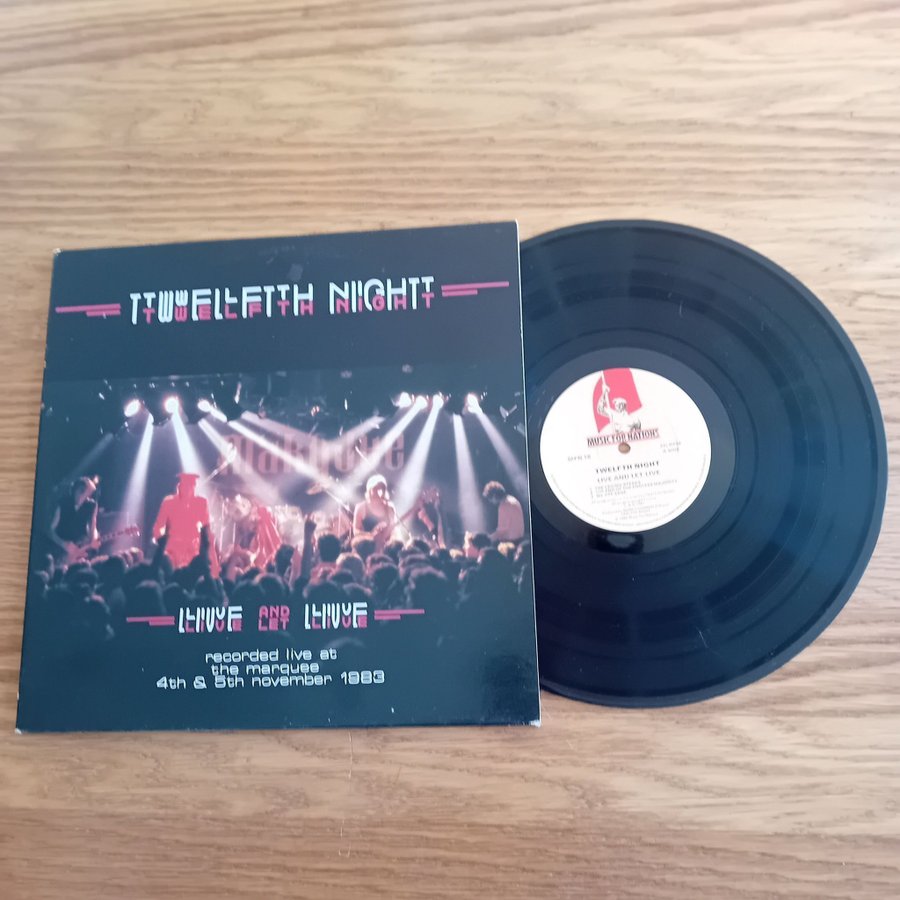 TWELFTH NIGHT
marquee
LIVE AND LET LIVE
recorded live at
the marquee
4th & 5th november 1983
MUSIC FOR NATIONS
TWELFTH NIGHT
LIVE AND LET LIVE